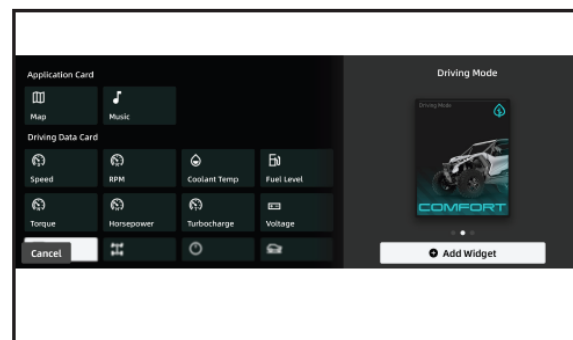 Application Card
Map
Music
Driving Data Card
Speed
RPM
Coolant Temp
Fuel Level
Torque
Horsepower
Turbocharge
Voltage
Cancel
Driving Mode
Driving Mode
COMFORT
Add Widget